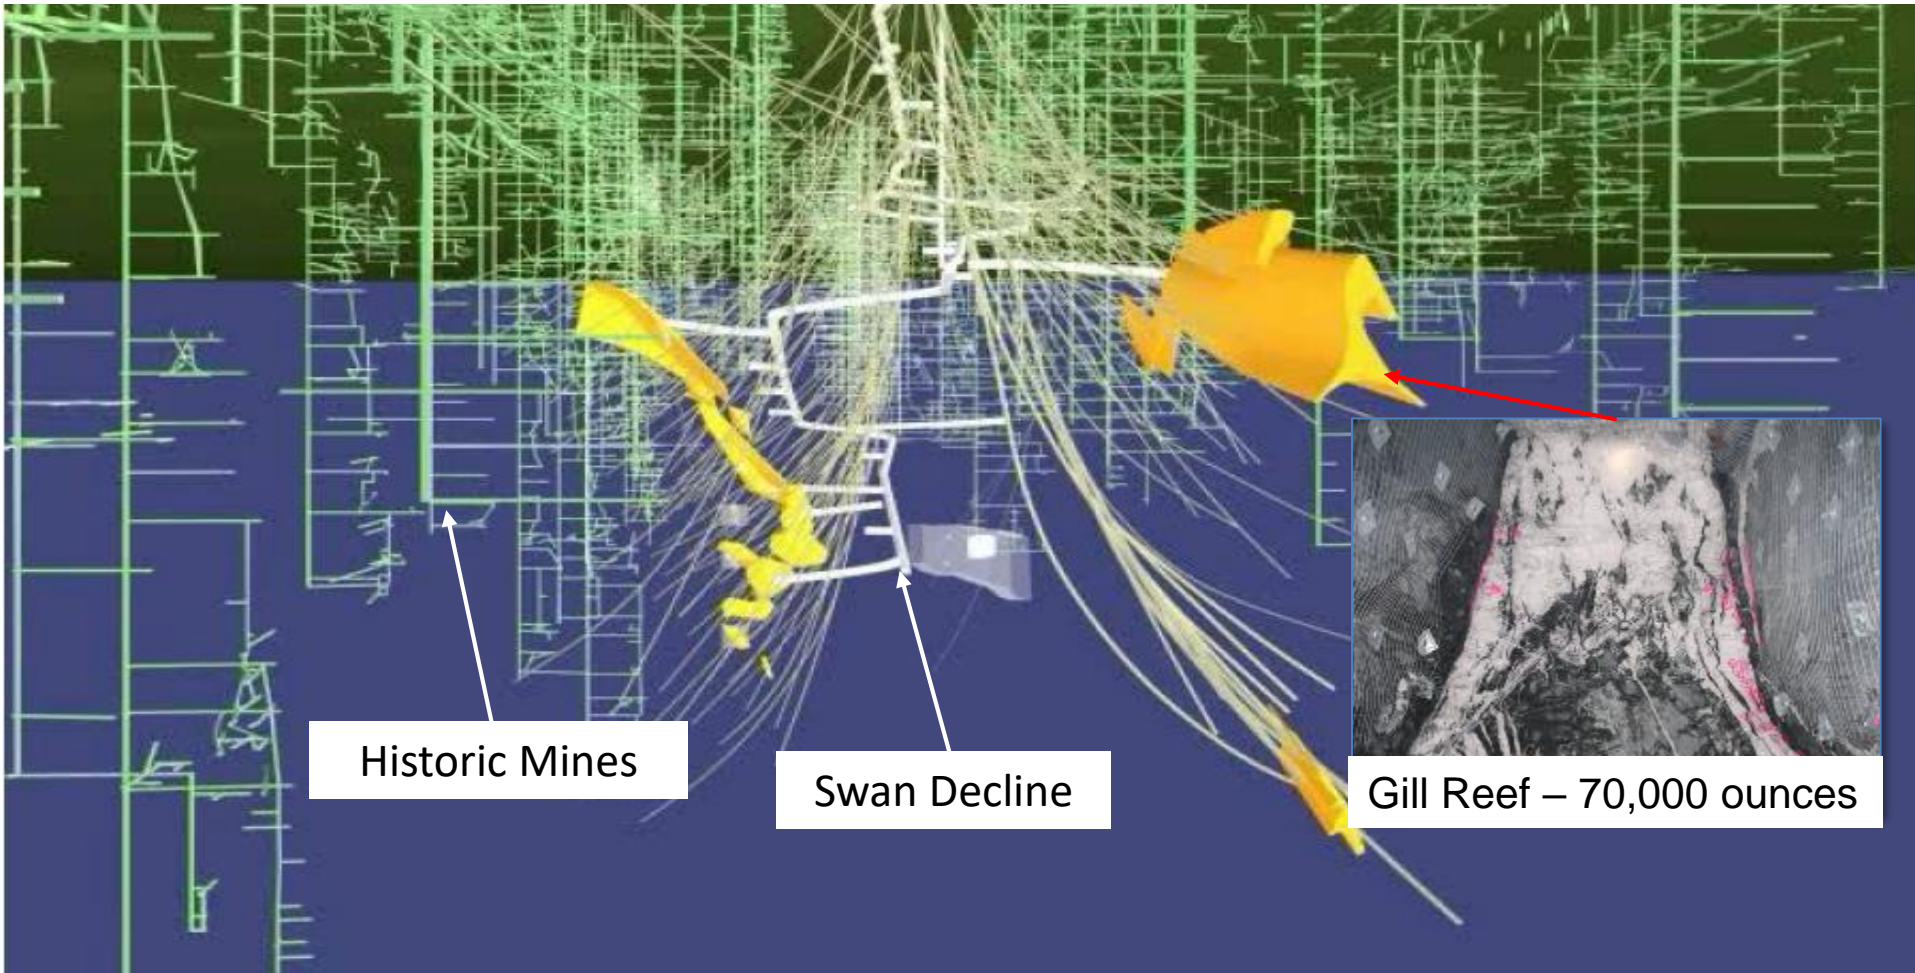 Historic Mines
Swan Decline
Gill Reef – 70,000 ounces